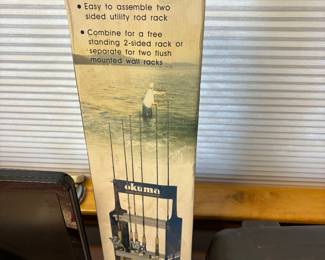 • Easy to assemble two
sided utility rod rack
• Combine for a free
standing 2-sided rack or
separate for two flush
mounted wall racks
okuma